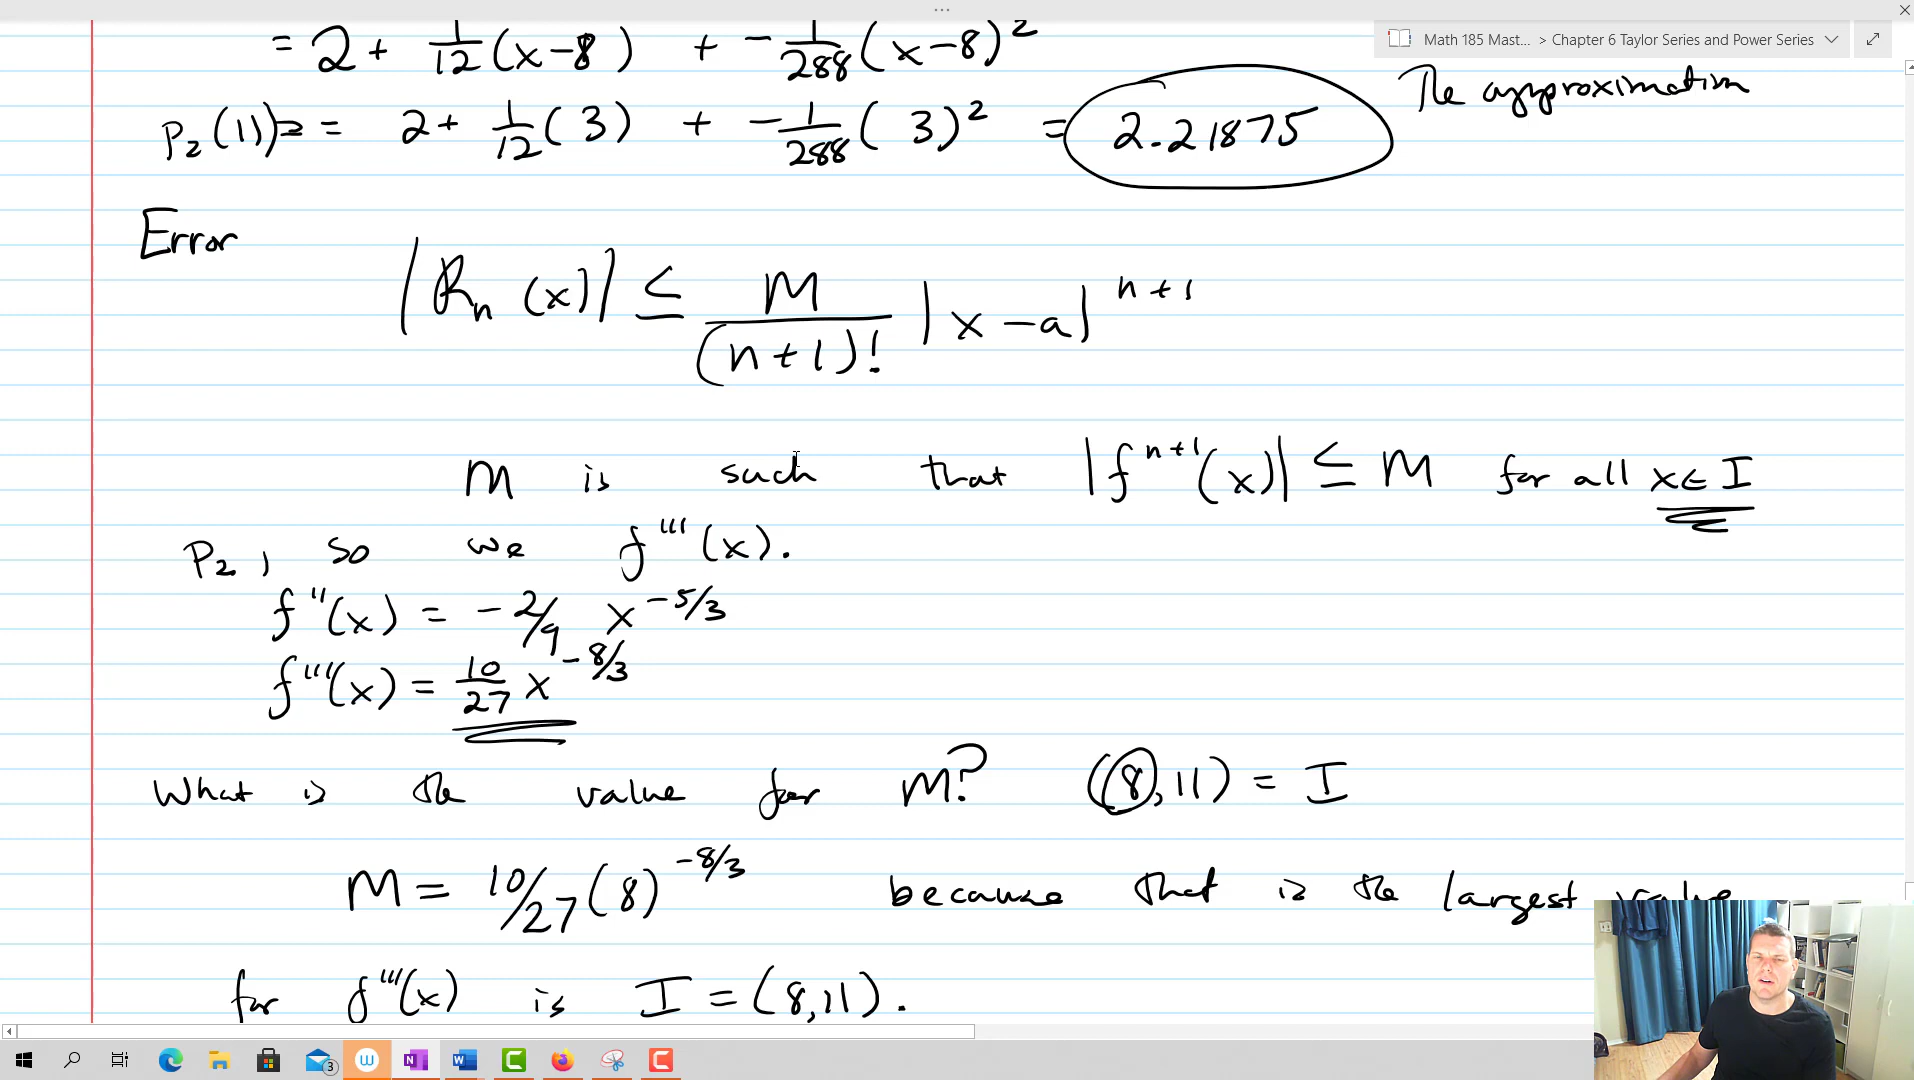 Math 185 Mast... > Chapter 6 Taylor Series and Power Series
= 2 + 1/12 (x-8) + -1/288 (x-8)²
The approximation
P₂(11) = = 2 + 1/12 (3) + -1/288 (3)² = 2.21875
Error
|Rₙ(x)| ≤ M/(n+1)! |x-a|ⁿ⁺¹
M is such that |fⁿ⁺¹(x)| ≤ M for all x∈I
P₂, so we f'''(x).
f''(x) = -2/9 x^(-5/3)
f'''(x) = 10/27 x^(-8/3)
What is the value for M? (8,11) = I
M = 10/27 (8)^(-8/3) because that is the largest value
for f'''(x) is I = (8,11).
3